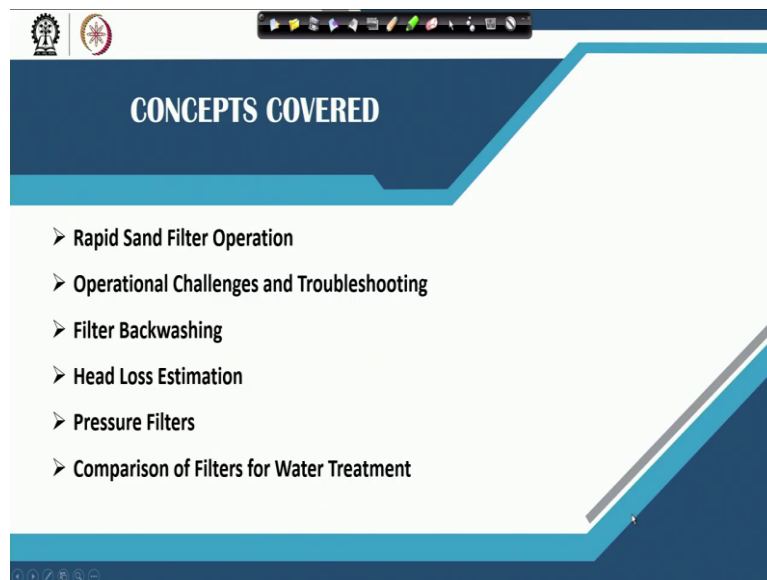 CONCEPTS COVERED
➢ Rapid Sand Filter Operation
➢ Operational Challenges and Troubleshooting
➢ Filter Backwashing
➢ Head Loss Estimation
➢ Pressure Filters
➢ Comparison of Filters for Water Treatment